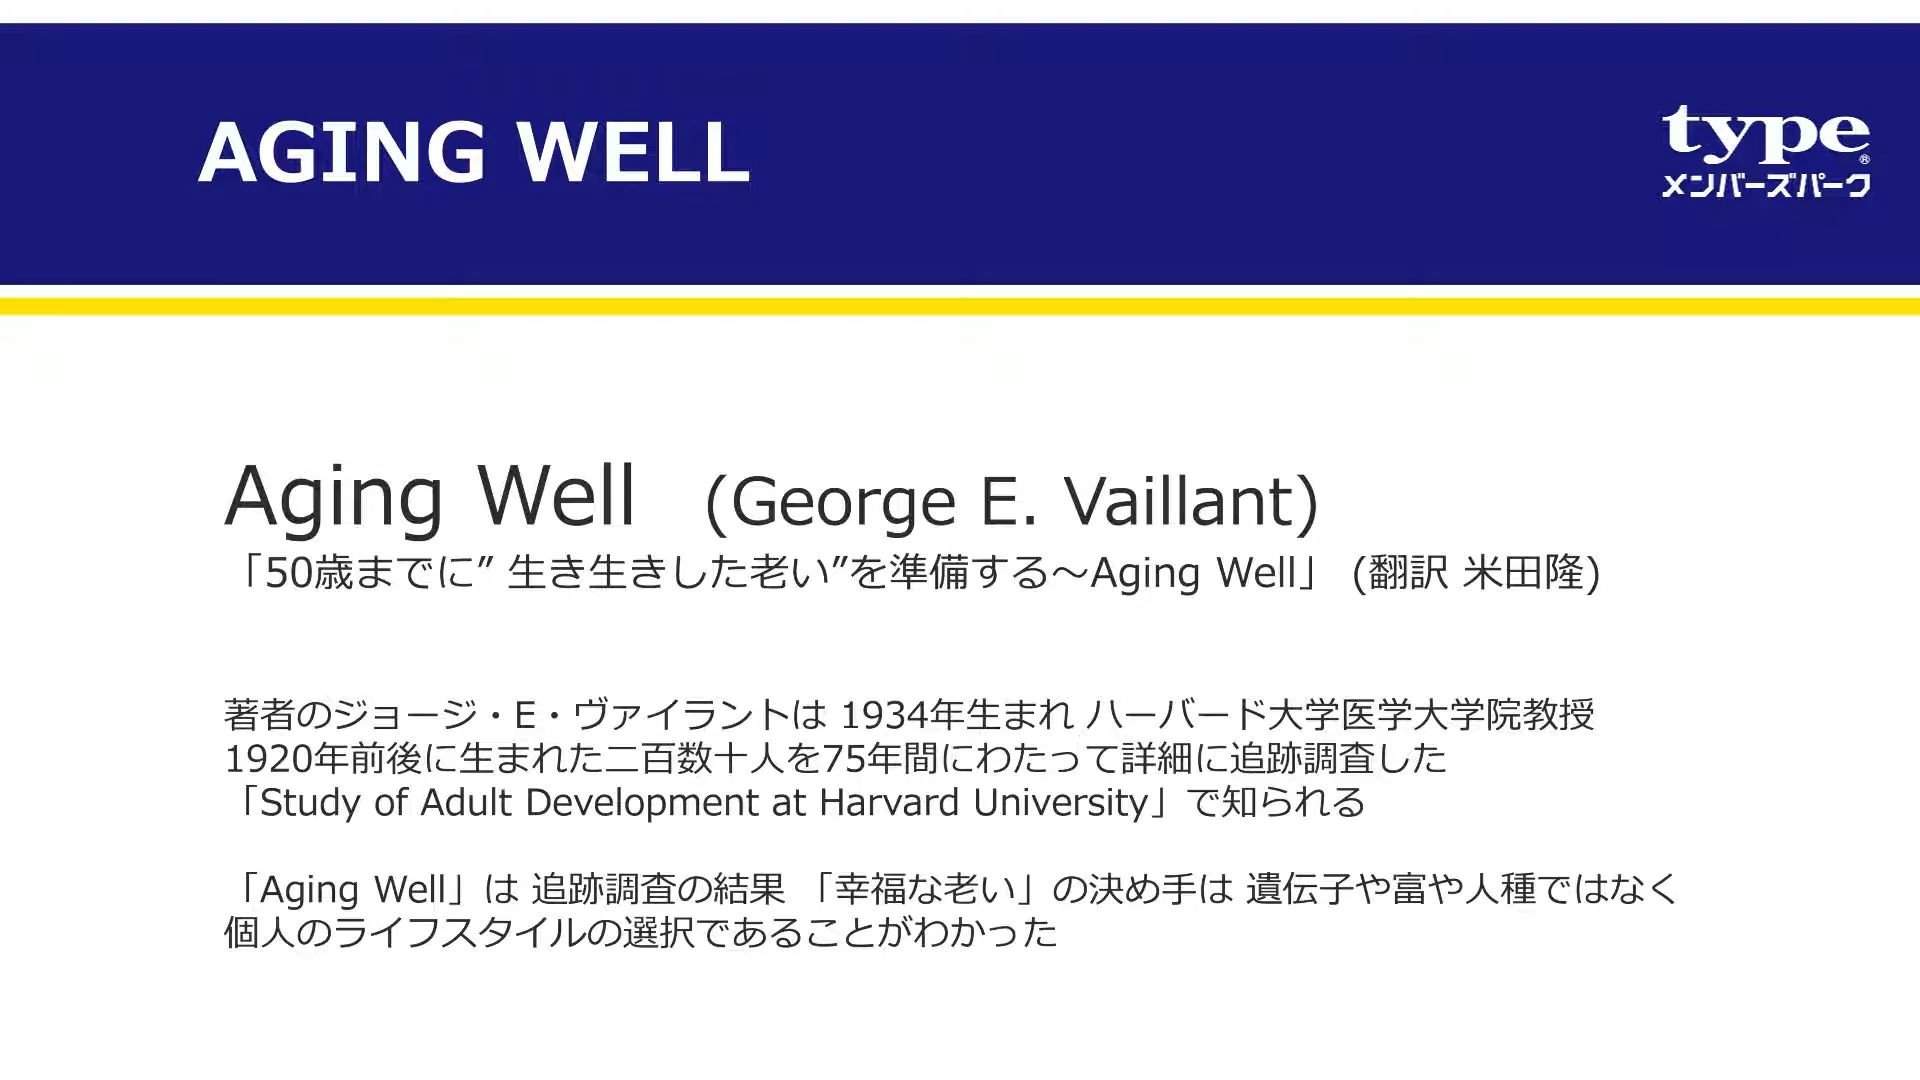 AGING WELL
type®
メンバーズパーク
Aging Well (George E. Vaillant)
「50歳までに” 生き生きした老い”を準備する～Aging Well」 (翻訳 米田隆)
著者のジョージ・E・ヴァイラントは 1934年生まれ ハーバード大学医学大学院教授
1920年前後に生まれた二百数十人を75年間にわたって詳細に追跡調査した
「Study of Adult Development at Harvard University」で知られる
「Aging Well」は 追跡調査の結果 「幸福な老い」の決め手は 遺伝子や富や人種ではなく
個人のライフスタイルの選択であることがわかった